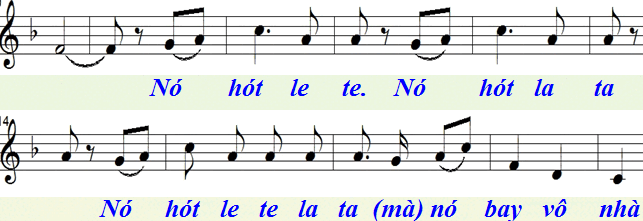 Nó hót le te. Nó hót la ta
14
Nó hót le te la ta (mà) nó bay vô nhà